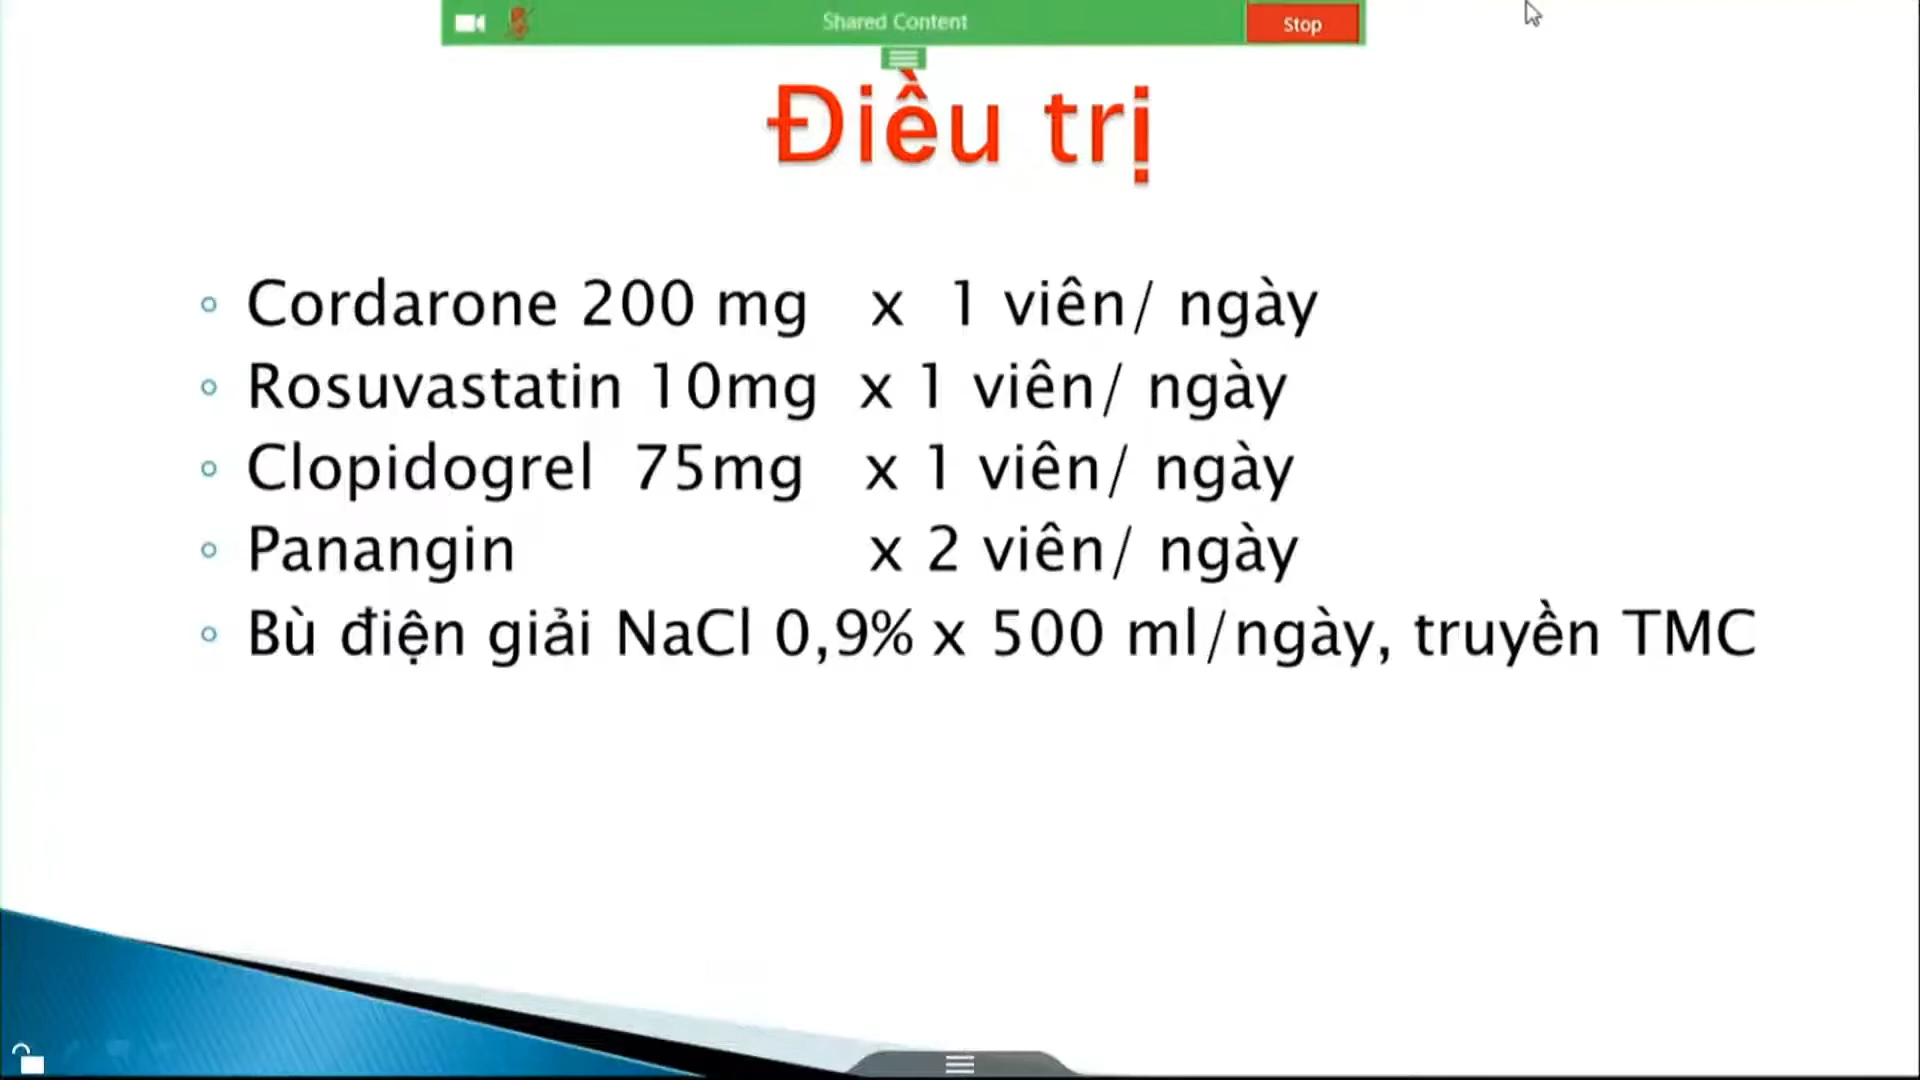 Shared Content
Stop
Điều trị
Cordarone 200 mg x 1 viên/ ngày
Rosuvastatin 10mg x 1 viên/ ngày
Clopidogrel 75mg x 1 viên/ ngày
Panangin x 2 viên/ ngày
Bù điện giải NaCl 0,9% x 500 ml/ngày, truyền TMC